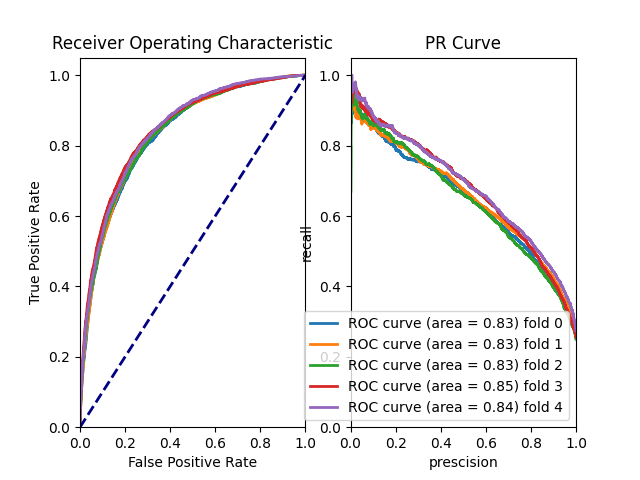 Receiver Operating Characteristic
1.0
0.8
0.6
0.4
0.2
0.0
True Positive Rate
0.0 0.2 0.4 0.6 0.8 1.0
False Positive Rate
PR Curve
1.0
0.8
0.6
0.4
0.2
0.0
recall
0.0 0.2 0.4 0.6 0.8 1.0
prescision
ROC curve (area = 0.83) fold 0
ROC curve (area = 0.83) fold 1
ROC curve (area = 0.83) fold 2
ROC curve (area = 0.85) fold 3
ROC curve (area = 0.84) fold 4